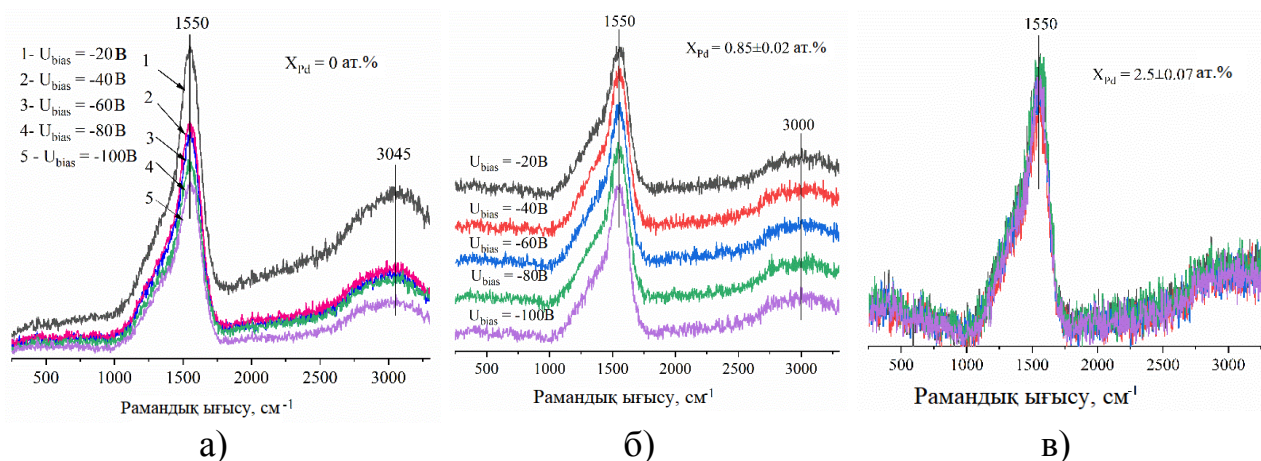 1550
1- U_bias = -20В
2- U_bias = -40В
3- U_bias = -60В
4- U_bias = -80В
5 - U_bias = -100В
X_Pd = 0 ат.%
1
2
3
4
5
3045
500 1000 1500 2000 2500 3000
Рамандық ығысу, см⁻¹
а)
1550
X_Pd = 0.85±0.02 ат.%
3000
U_bias = -20В
U_bias = -40В
U_bias = -60В
U_bias = -80В
U_bias = -100В
500 1000 1500 2000 2500 3000
Рамандық ығысу, см⁻¹
б)
1550
X_Pd = 2.5±0.07 ат.%
500 1000 1500 2000 2500 3000
Рамандық ығысу, см⁻¹
в)